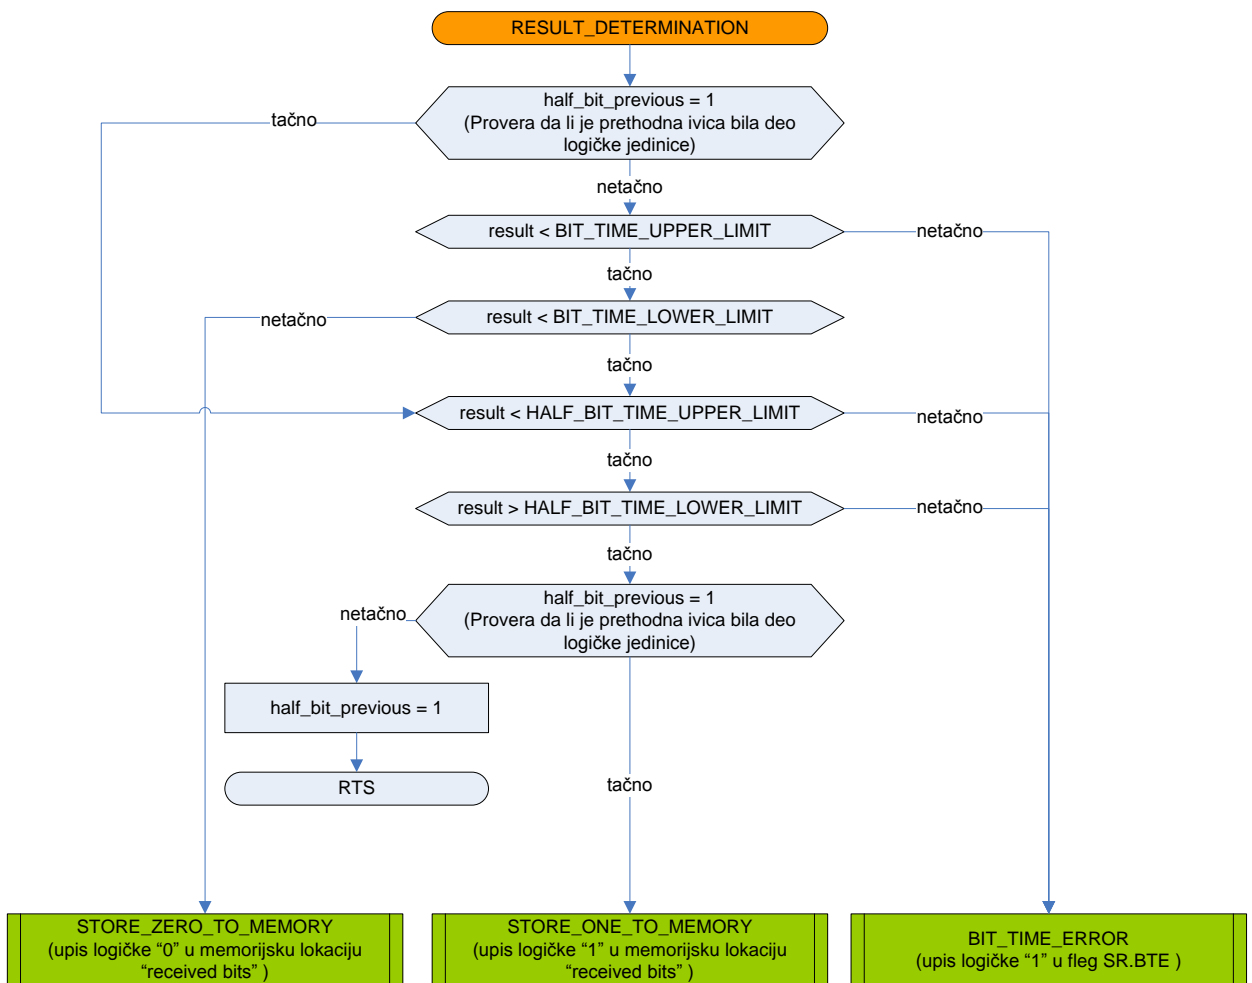 RESULT_DETERMINATION
half_bit_previous = 1
(Provera da li je prethodna ivica bila deo
logičke jedinice)
tačno
netačno
result < BIT_TIME_UPPER_LIMIT
netačno
tačno
netačno
result < BIT_TIME_LOWER_LIMIT
tačno
result < HALF_BIT_TIME_UPPER_LIMIT
netačno
tačno
result > HALF_BIT_TIME_LOWER_LIMIT
netačno
tačno
half_bit_previous = 1
(Provera da li je prethodna ivica bila deo
logičke jedinice)
netačno
half_bit_previous = 1
RTS
tačno
STORE_ZERO_TO_MEMORY
(upis logičke “0” u memorijsku lokaciju
“received bits” )
STORE_ONE_TO_MEMORY
(upis logičke “1” u memorijsku lokaciju
“received bits” )
BIT_TIME_ERROR
(upis logičke “1” u fleg SR.BTE )